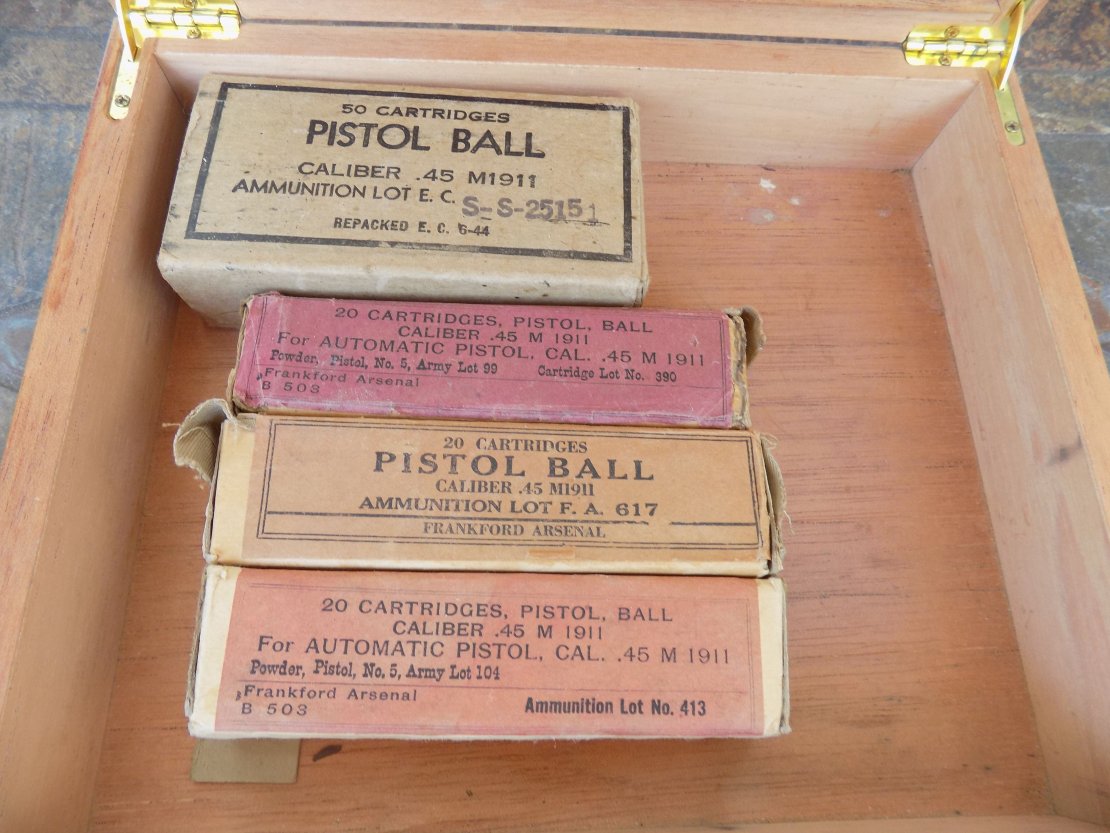 50 CARTRIDGES
PISTOL BALL
CALIBER .45 M1911
AMMUNITION LOT E. C. S-S-25151
REPACKED E. C. 6-44
20 CARTRIDGES, PISTOL, BALL
CALIBER .45 M 1911
For AUTOMATIC PISTOL, CAL. .45 M 1911
Powder, Pistol, No. 5, Army Lot 99 Cartridge Lot No. 390
Frankford Arsenal
B 503
20 CARTRIDGES
PISTOL BALL
CALIBER .45 M1911
AMMUNITION LOT F. A. 617
FRANKFORD ARSENAL
20 CARTRIDGES, PISTOL, BALL
CALIBER .45 M 1911
For AUTOMATIC PISTOL, CAL. .45 M 1911
Powder, Pistol, No. 5, Army Lot 104
Frankford Arsenal
B 503 Ammunition Lot No. 413